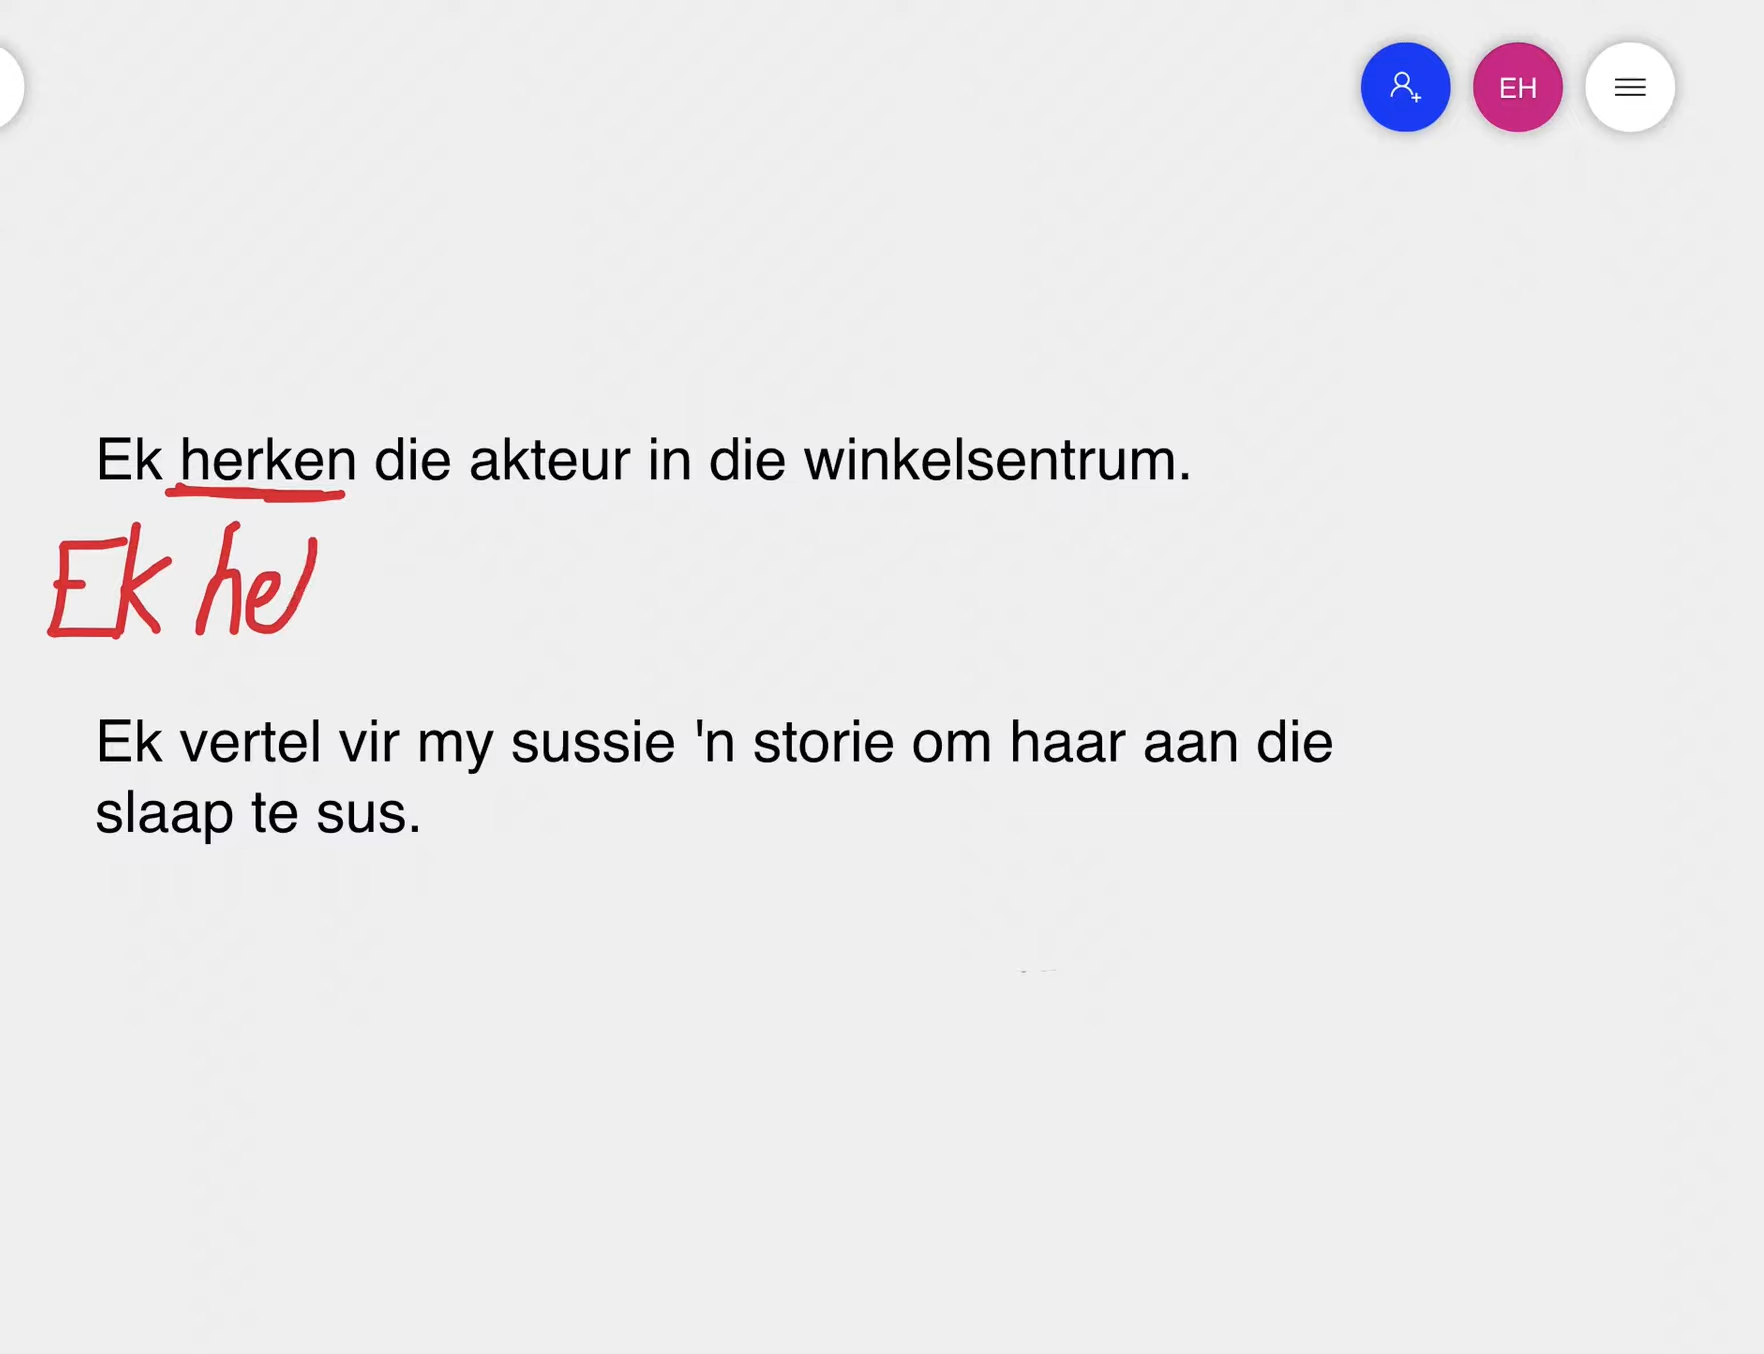 EH
Ek herken die akteur in die winkelsentrum.
Ek he
Ek vertel vir my sussie 'n storie om haar aan die
slaap te sus.